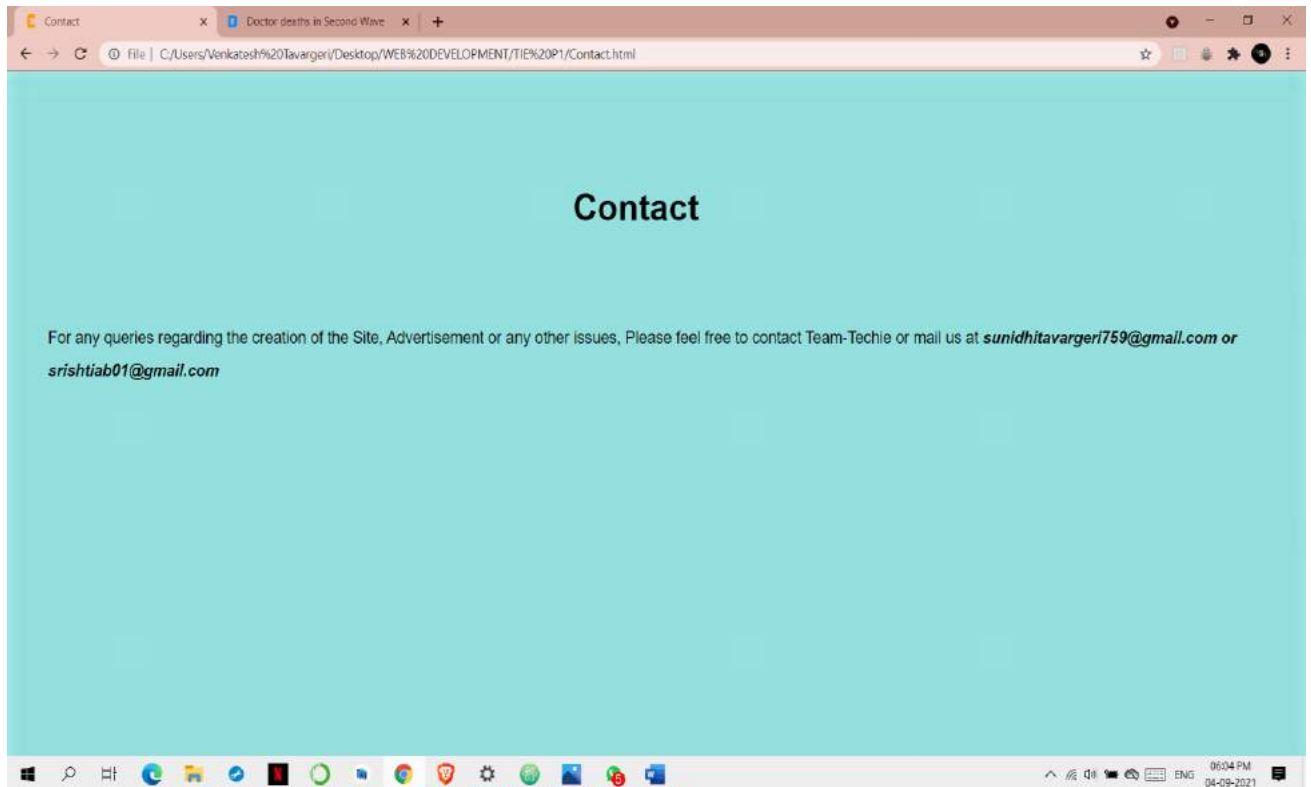 Contact
Doctor deaths in Second Wave
File | C:/Users/Venkatesh%20Tavargeri/Desktop/WEB%20DEVELOPMENT/TIE%20P1/Contact.html
Contact
For any queries regarding the creation of the Site, Advertisement or any other issues, Please feel free to contact Team-Techie or mail us at sunidhitavargeri759@gmail.com or
srishtiab01@gmail.com
5
ENG
06:04 PM
04-09-2021